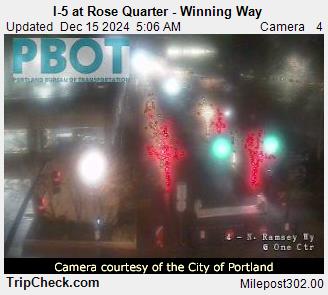 I-5 at Rose Quarter - Winning Way
Updated Dec 15 2024 5:06 AM Camera 4
PBOT
PORTLAND BUREAU OF TRANSPORTATION
4 - N. Ramsey Wy
@ One Ctr
Camera courtesy of the City of Portland
TripCheck.com Milepost302.00